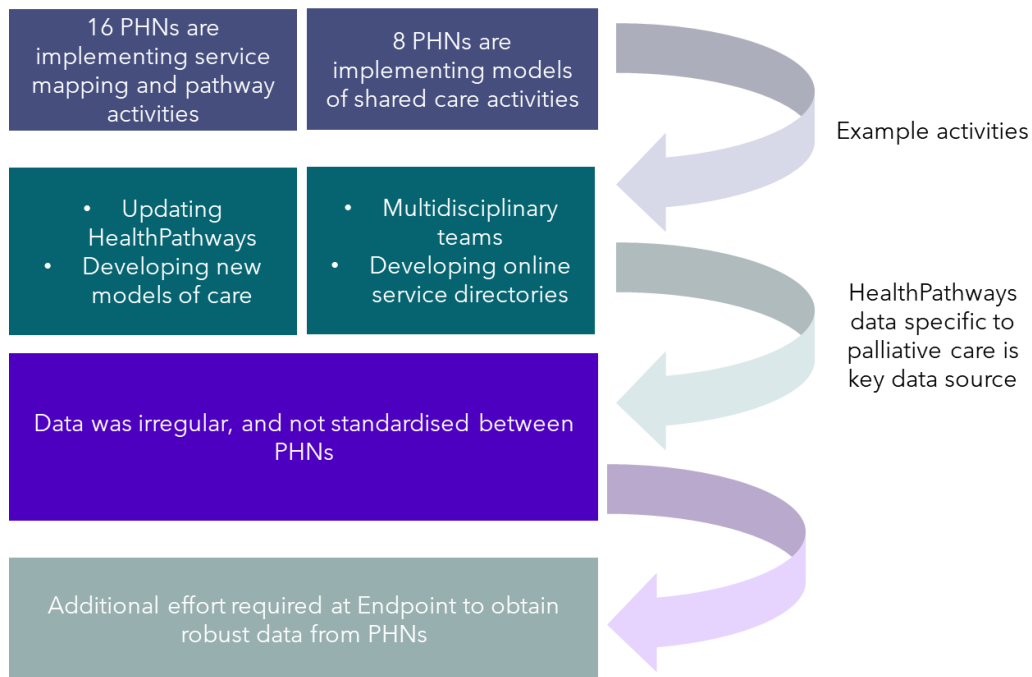 16 PHNs are
implementing service
mapping and pathway
activities
8 PHNs are
implementing models
of shared care activities
Example activities
• Updating
HealthPathways
• Developing new
models of care
• Multidisciplinary
teams
• Developing online
service directories
HealthPathways
data specific to
palliative care is
key data source
Data was irregular, and not standardised between
PHNs
Additional effort required at Endpoint to obtain
robust data from PHNs